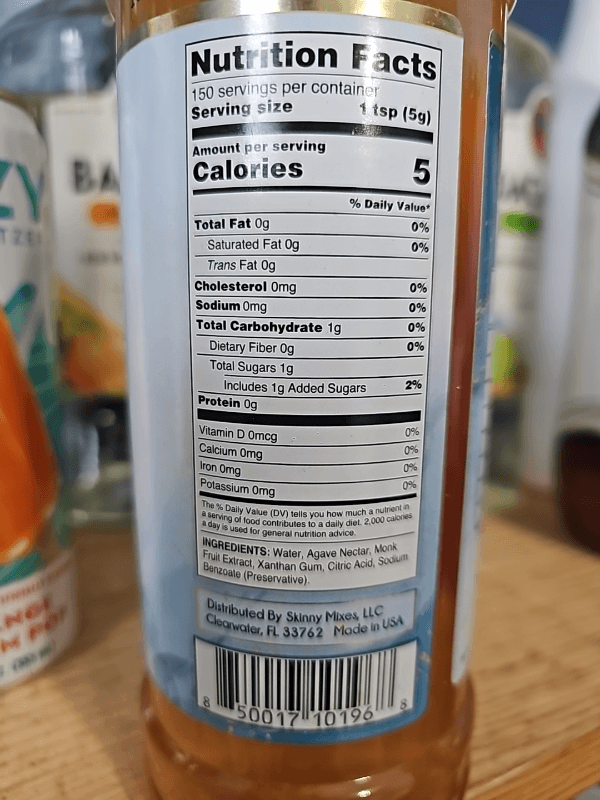 Nutrition Facts
150 servings per container
Serving size 1 tsp (5g)
Amount per serving
Calories 5
% Daily Value*
Total Fat 0g 0%
Saturated Fat 0g 0%
Trans Fat 0g
Cholesterol 0mg 0%
Sodium 0mg 0%
Total Carbohydrate 1g 0%
Dietary Fiber 0g 0%
Total Sugars 1g
Includes 1g Added Sugars 2%
Protein 0g
Vitamin D 0mcg 0%
Calcium 0mg 0%
Iron 0mg 0%
Potassium 0mg 0%
The % Daily Value (DV) tells you how much a nutrient in
a serving of food contributes to a daily diet. 2,000 calories
a day is used for general nutrition advice.
INGREDIENTS: Water, Agave Nectar, Monk
Fruit Extract, Xanthan Gum, Citric Acid, Sodium
Benzoate (Preservative).
Distributed By Skinny Mixes, LLC
Clearwater, FL 33762 Made in USA
8 50017 10196 8
ZY
BA